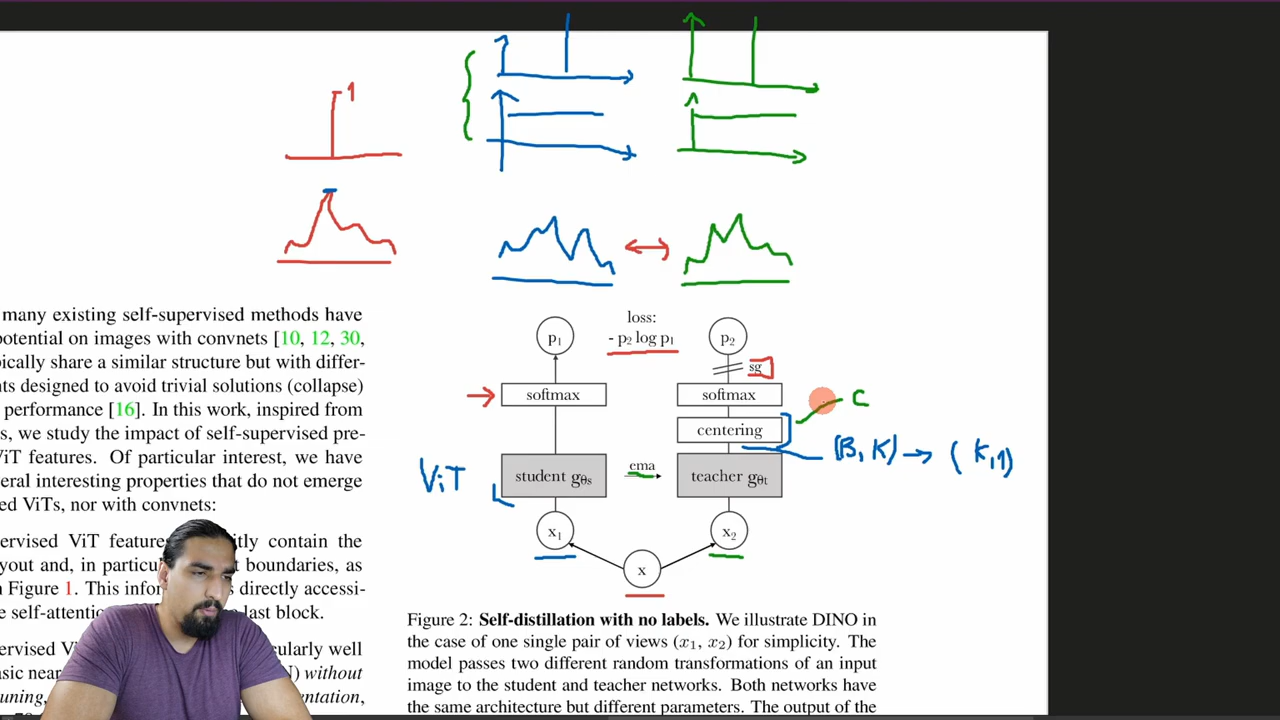 1
many existing self-supervised methods have
potential on images with convnets [10, 12, 30,
pically share a similar structure but with differ-
nts designed to avoid trivial solutions (collapse)
performance [16]. In this work, inspired from
s, we study the impact of self-supervised pre-
ViT features. Of particular interest, we have
eral interesting properties that do not emerge
ed ViTs, nor with convnets:
ervised ViT features
itly contain the
yout and, in particu
t boundaries, as
n Figure 1. This infor
s directly accessi-
e self-attentio
last block.
ervised Vi
cularly well
asic near
N) without
uning,
entation,
loss:
- p2 log p1
p1
p2
sg
softmax
softmax
centering
C
(B, K) → (K,1)
ViT
student gθs
ema
teacher gθt
x1
x2
x
Figure 2: Self-distillation with no labels. We illustrate DINO in
the case of one single pair of views (x1, x2) for simplicity. The
model passes two different random transformations of an input
image to the student and teacher networks. Both networks have
the same architecture but different parameters. The output of the